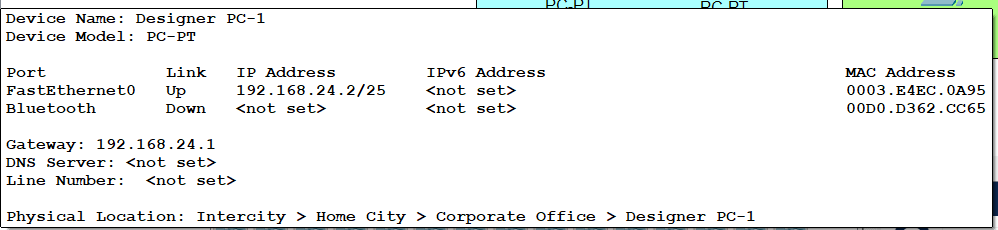 PC-PT
Device Name: Designer PC-1
Device Model: PC-PT
Port Link IP Address IPv6 Address MAC Address
FastEthernet0 Up 192.168.24.2/25 <not set> 0003.E4EC.0A95
Bluetooth Down <not set> <not set> 00D0.D362.CC65
Gateway: 192.168.24.1
DNS Server: <not set>
Line Number: <not set>
Physical Location: Intercity > Home City > Corporate Office > Designer PC-1